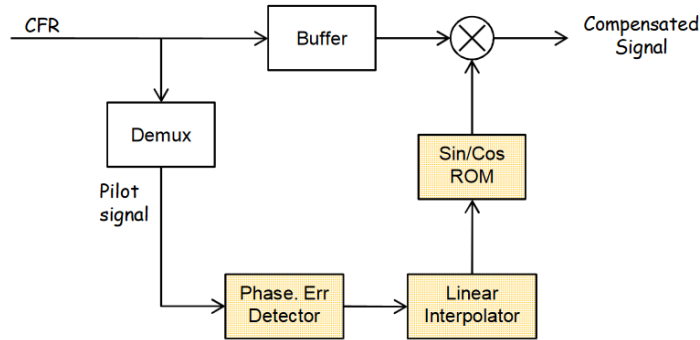 CFR
Buffer
Compensated
Signal
Demux
Sin/Cos
ROM
Pilot
signal
Phase. Err
Detector
Linear
Interpolator